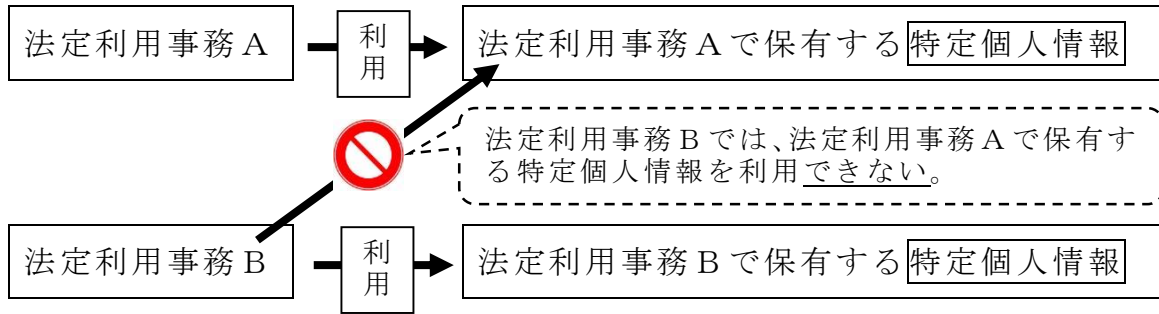 法定利用事務A
利用
法定利用事務Aで保有する特定個人情報
法定利用事務Bでは、法定利用事務Aで保有す
る特定個人情報を利用できない。
法定利用事務B
利用
法定利用事務Bで保有する特定個人情報